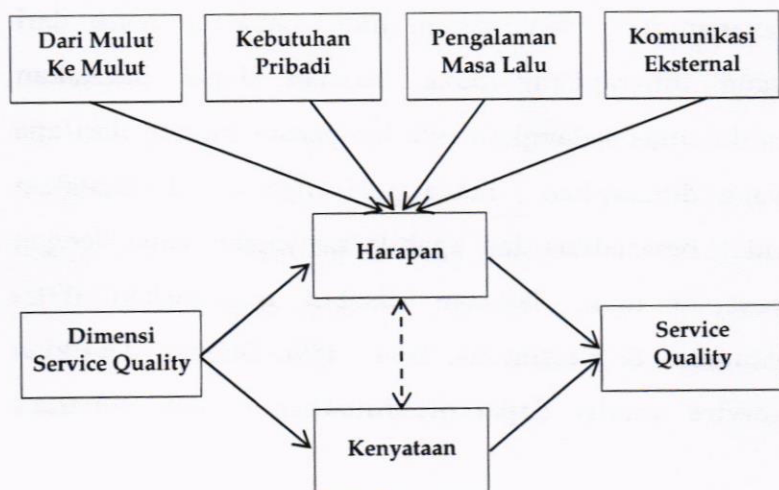 Dari Mulut
Ke Mulut
Kebutuhan
Pribadi
Pengalaman
Masa Lalu
Komunikasi
Eksternal
Harapan
Dimensi
Service Quality
Service
Quality
Kenyataan